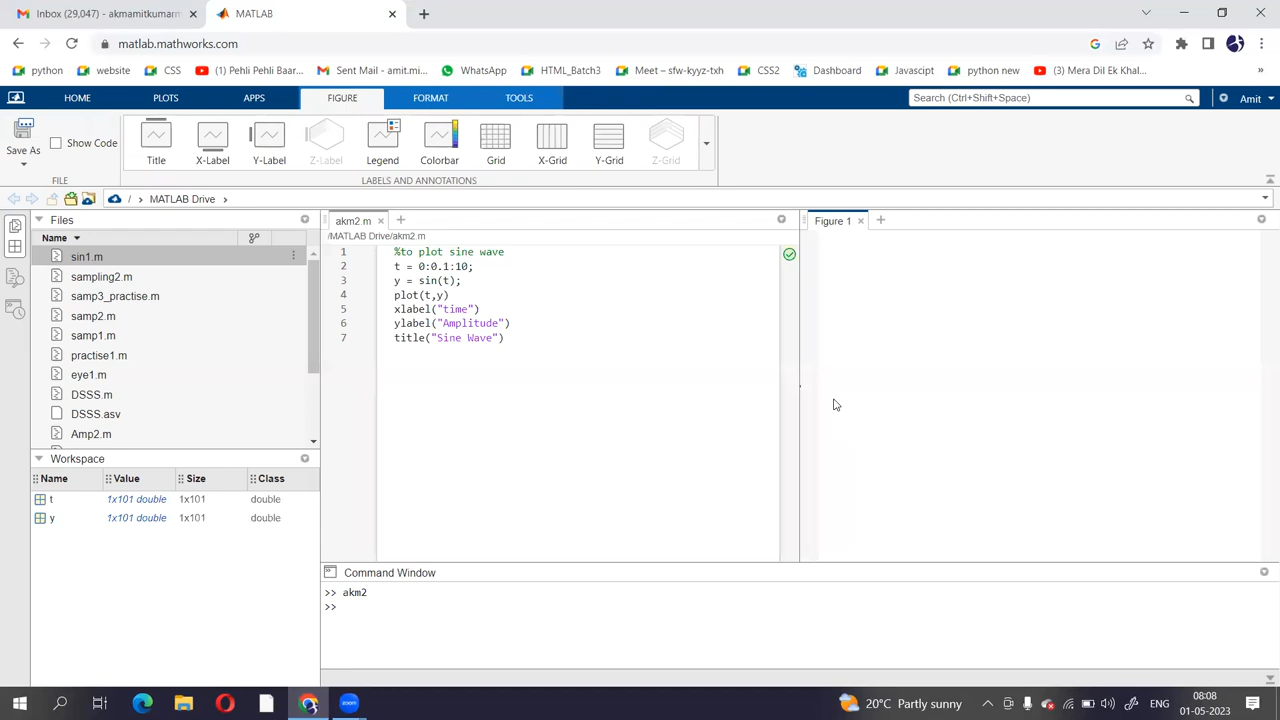 Inbox (29,047) - akmamitkumarm
MATLAB
matlab.mathworks.com
python
website
CSS
(1) Pehli Pehli Baar...
Sent Mail - amit.mi...
WhatsApp
HTML_Batch3
Meet – sfw-kyyz-txh
CSS2
Dashboard
Javascipt
python new
(3) Mera Dil Ek Khal...
»
HOME
PLOTS
APPS
FIGURE
FORMAT
TOOLS
Search (Ctrl+Shift+Space)
Amit
Save As
Show Code
Title
X-Label
Y-Label
Z-Label
Legend
Colorbar
Grid
X-Grid
Y-Grid
Z-Grid
FILE
LABELS AND ANNOTATIONS
/ › MATLAB Drive ›
Files
Name
sin1.m
sampling2.m
samp3_practise.m
samp2.m
samp1.m
practise1.m
eye1.m
DSSS.m
DSSS.asv
Amp2.m
Workspace
Name Value Size Class
t 1x101 double 1x101 double
y 1x101 double 1x101 double
akm2.m
/MATLAB Drive/akm2.m
1 %to plot sine wave
2 t = 0:0.1:10;
3 y = sin(t);
4 plot(t,y)
5 xlabel("time")
6 ylabel("Amplitude")
7 title("Sine Wave")
Figure 1
Command Window
>> akm2
>>
zoom
20°C Partly sunny
ENG
08:08
01-05-2023